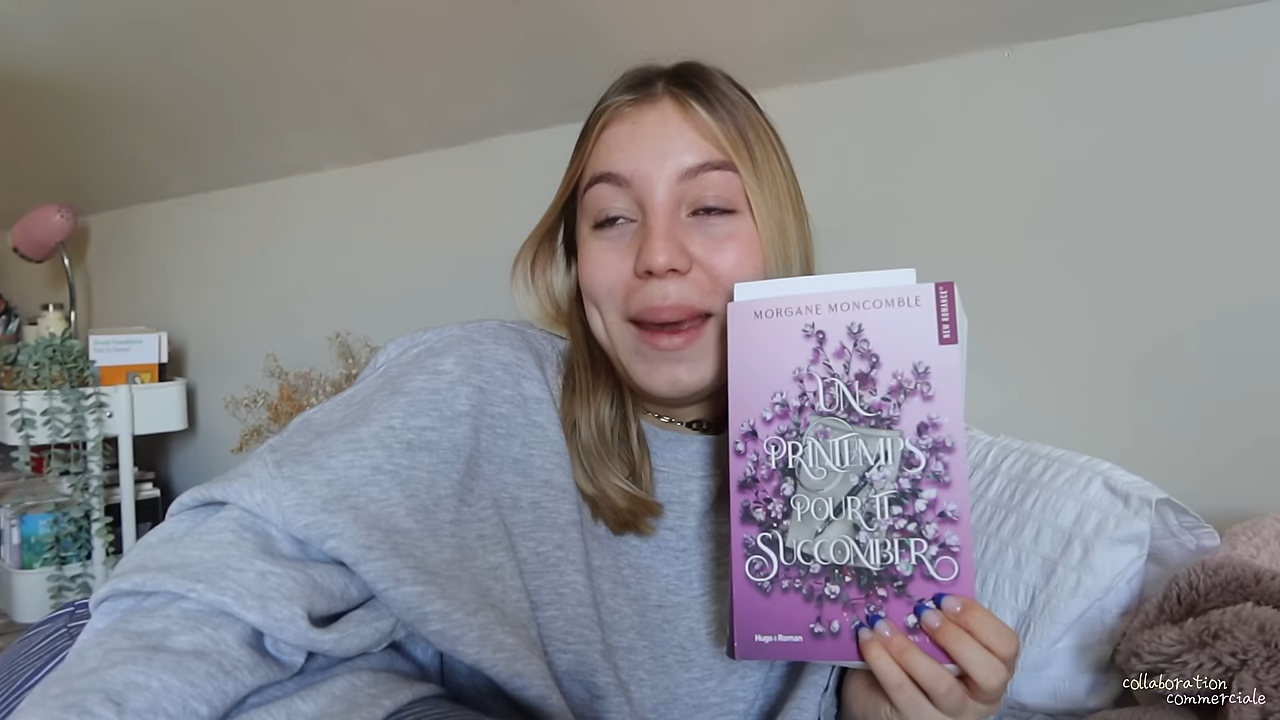 MORGANE MONCOMBLE
NEW ROMANCE®
UN
PRINTEMPS
POUR TE
SUCCOMBER
Hugo Roman
collaboration
commerciale